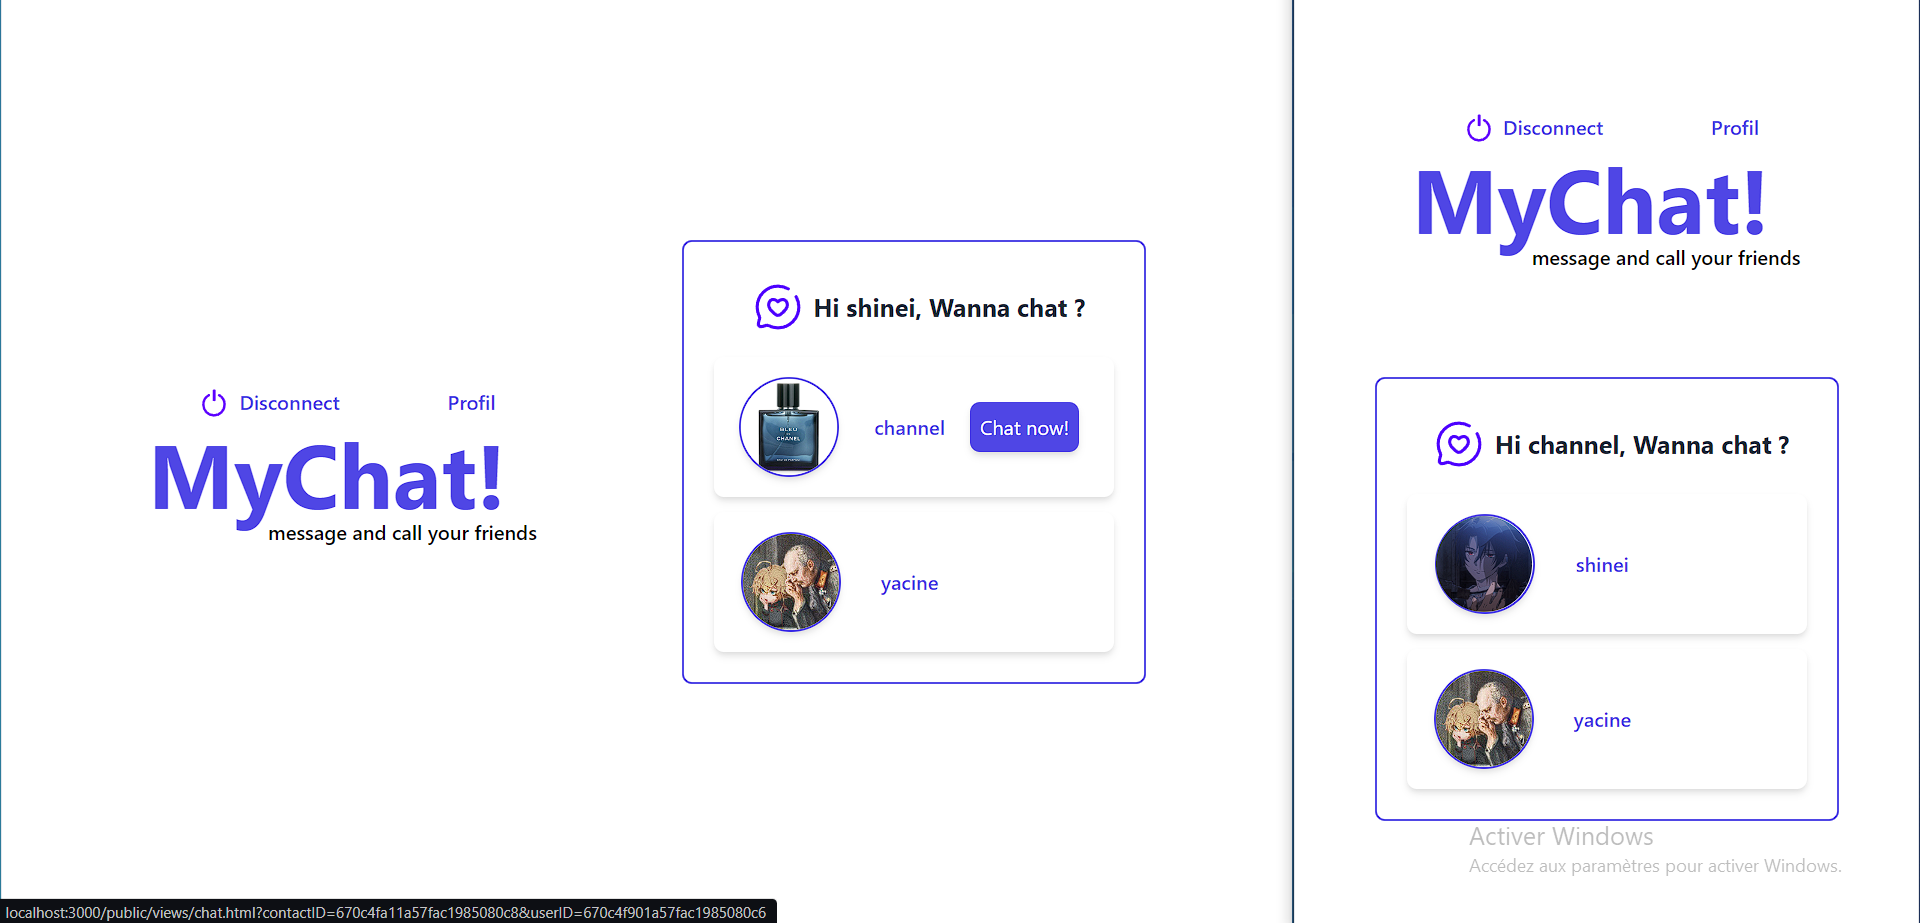 Disconnect Profil
MyChat!
message and call your friends
Hi shinei, Wanna chat ?
BLEU
CHANEL
channel
Chat now!
yacine
Disconnect Profil
MyChat!
message and call your friends
Hi channel, Wanna chat ?
shinei
yacine
Activer Windows
Accédez aux paramètres pour activer Windows.
localhost:3000/public/views/chat.html?contactID=670c4fa11a57fac1985080c8&userID=670c4f901a57fac1985080c6